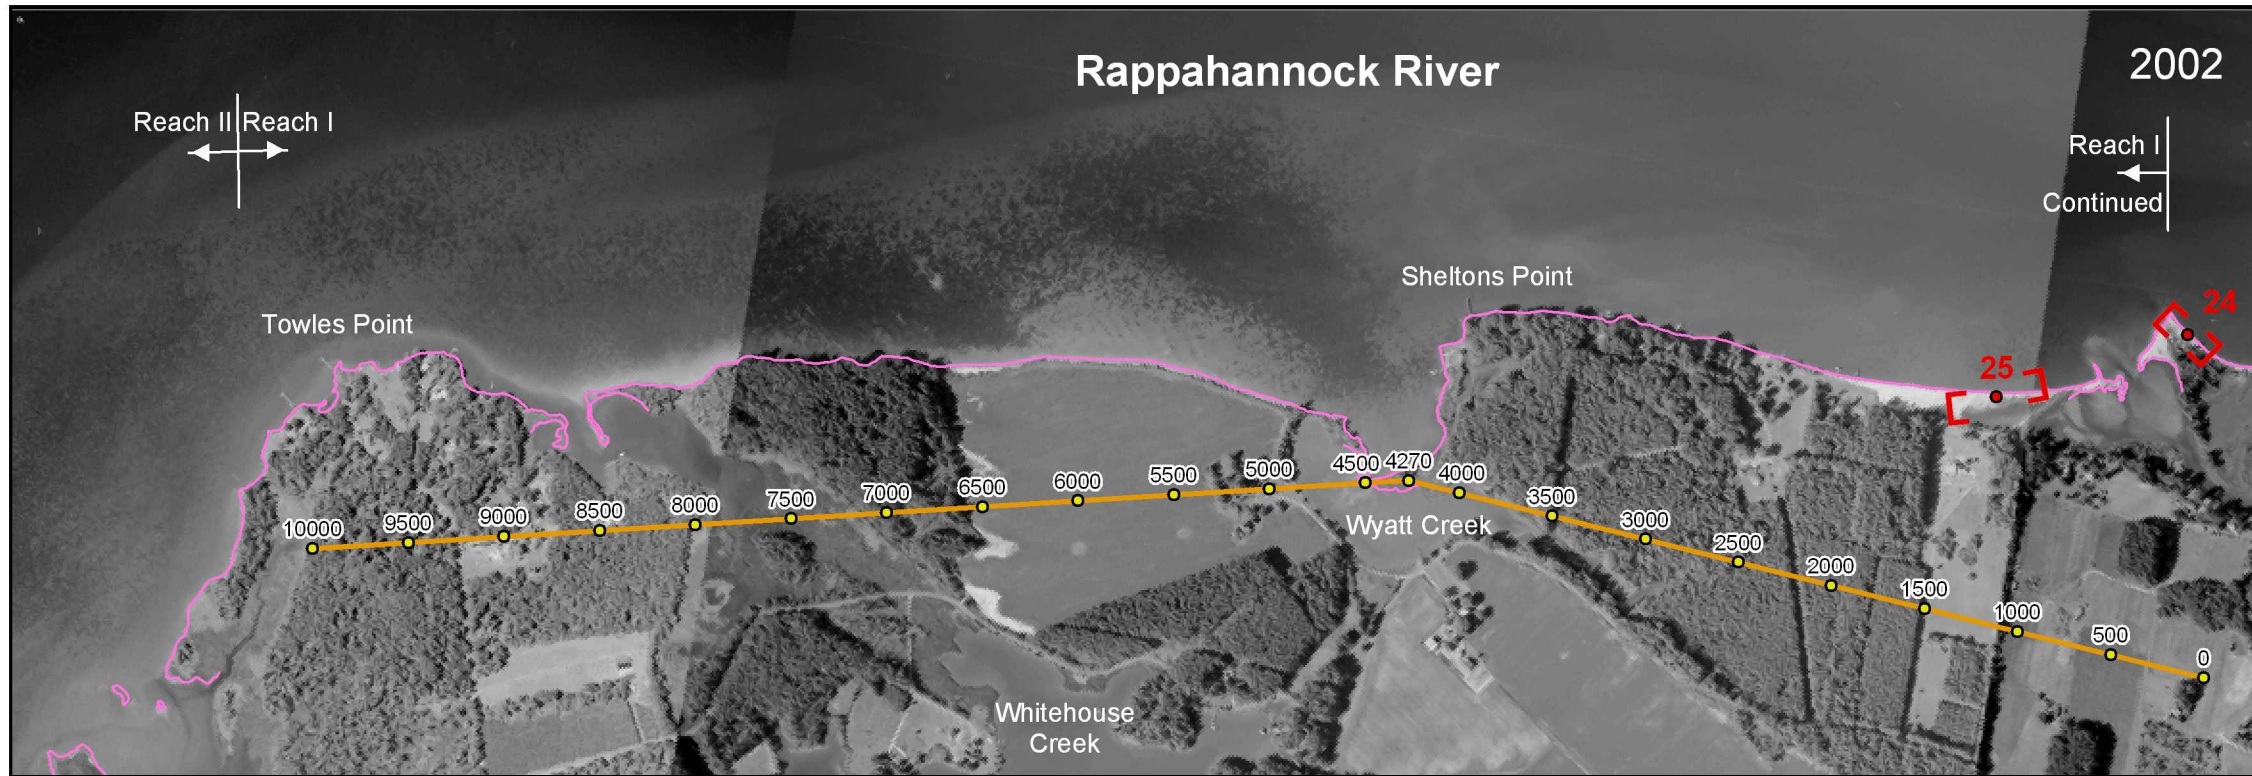 Rappahannock River
2002
Reach II
Reach I
Reach I
Continued
Sheltons Point
Towles Point
24
25
10000
9500
9000
8500
8000
7500
7000
6500
6000
5500
5000
4500
4270
4000
3500
3000
2500
2000
1500
1000
500
0
Wyatt Creek
Whitehouse
Creek